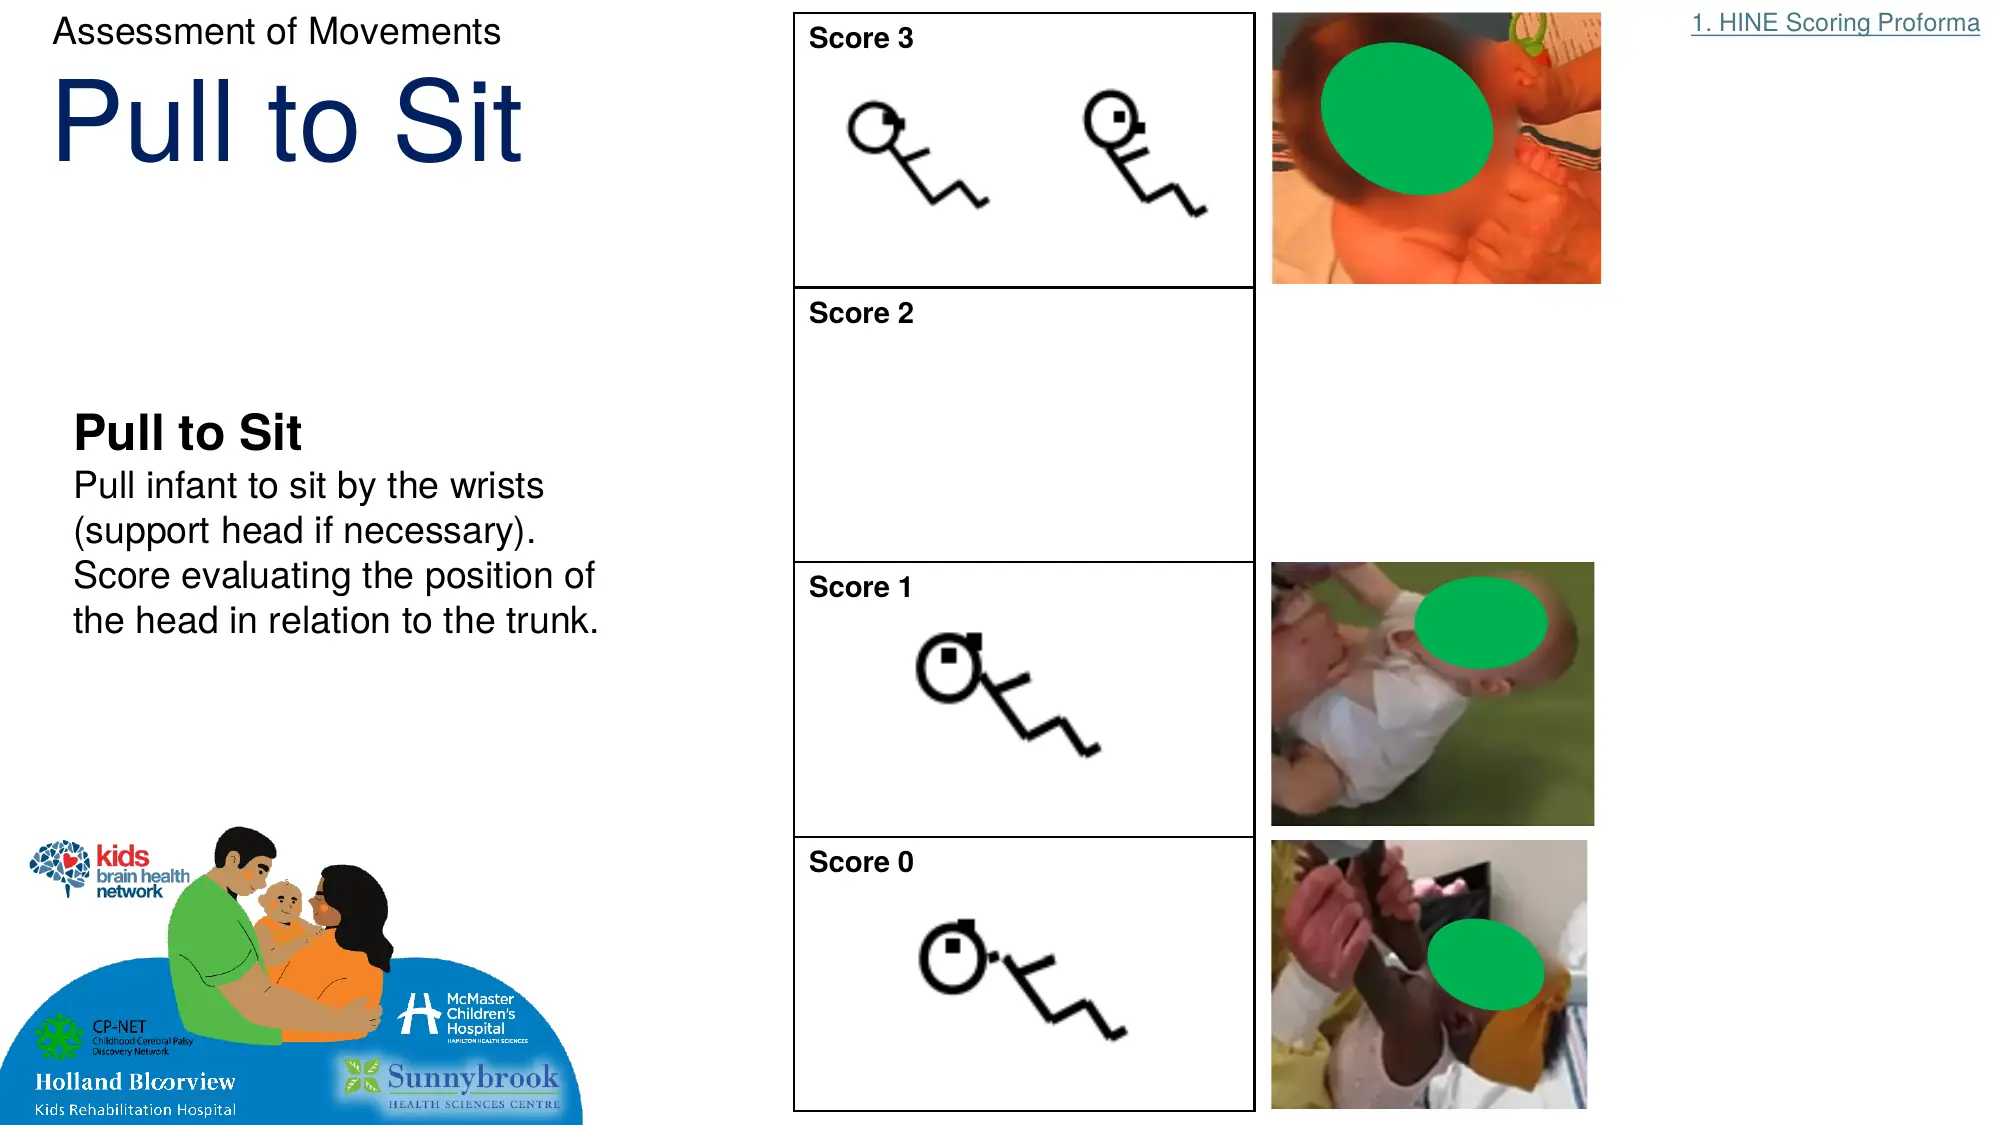 Assessment of Movements
Pull to Sit
Pull to Sit
Pull infant to sit by the wrists
(support head if necessary).
Score evaluating the position of
the head in relation to the trunk.
Score 3
Score 2
Score 1
Score 0
1. HINE Scoring Proforma
kids
brain health
network
CP-NET
Childhood Cerebral Palsy
Discovery Network
McMaster
Children's
Hospital
HAMILTON HEALTH SCIENCES
Holland Bloorview
Kids Rehabilitation Hospital
Sunnybrook
HEALTH SCIENCES CENTRE